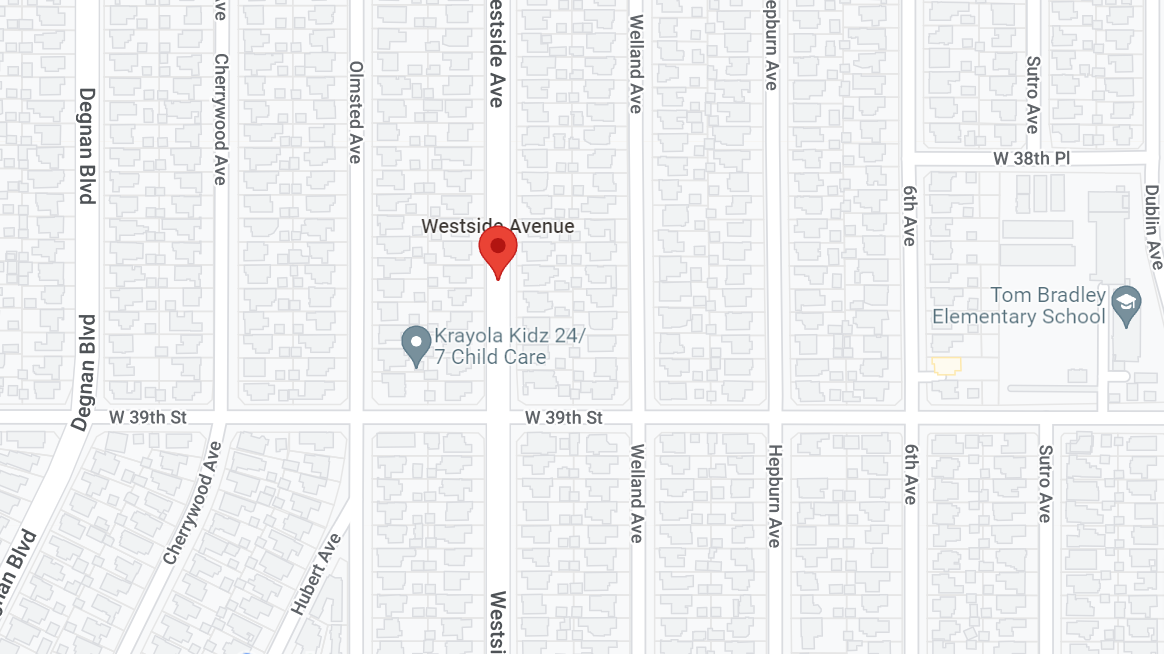 Westside Ave
Hepburn Ave
Welland Ave
Cherrywood Ave
Olmsted Ave
Sutro Ave
Degnan Blvd
W 38th Pl
6th Ave
Dublin Ave
Westside Avenue
Tom Bradley
Elementary School
Krayola Kidz 24/
7 Child Care
Degnan Blvd
W 39th St
W 39th St
Cherrywood Ave
Welland Ave
Hepburn Ave
6th Ave
Sutro Ave
Hubert Ave
Blvd